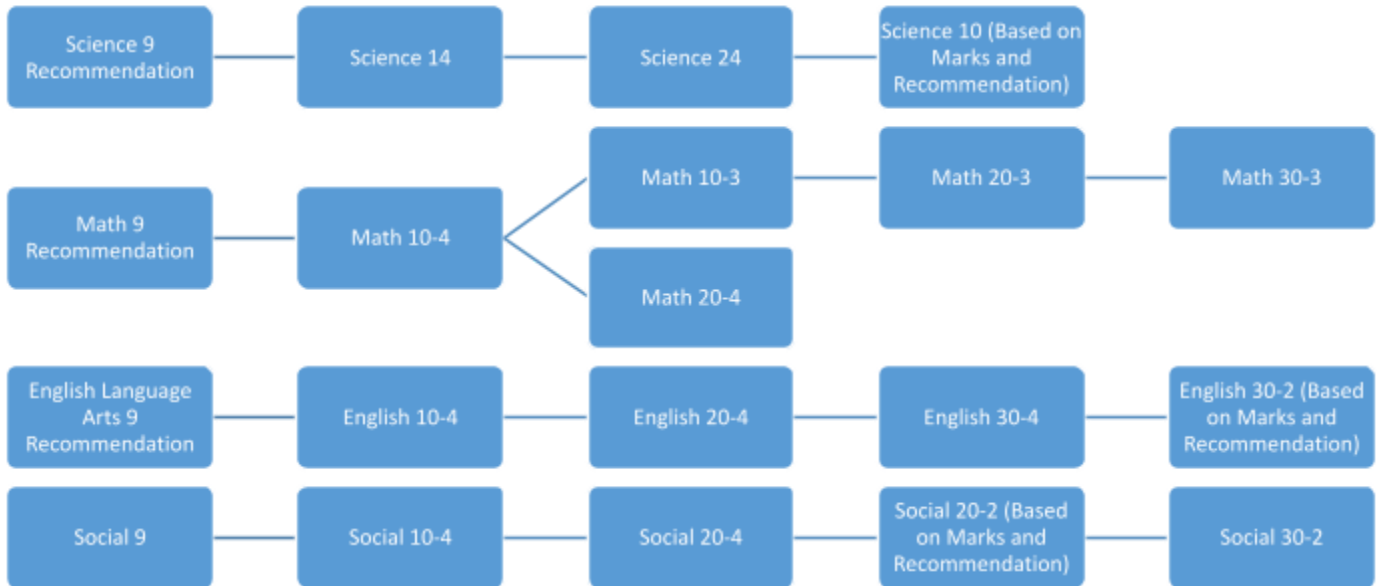 Science 9
Recommendation
Science 14
Science 24
Science 10 (Based on
Marks and
Recommendation)
Math 9
Recommendation
Math 10-4
Math 10-3
Math 20-3
Math 30-3
Math 20-4
English Language
Arts 9
Recommendation
English 10-4
English 20-4
English 30-4
English 30-2 (Based
on Marks and
Recommendation)
Social 9
Social 10-4
Social 20-4
Social 20-2 (Based
on Marks and
Recommendation)
Social 30-2